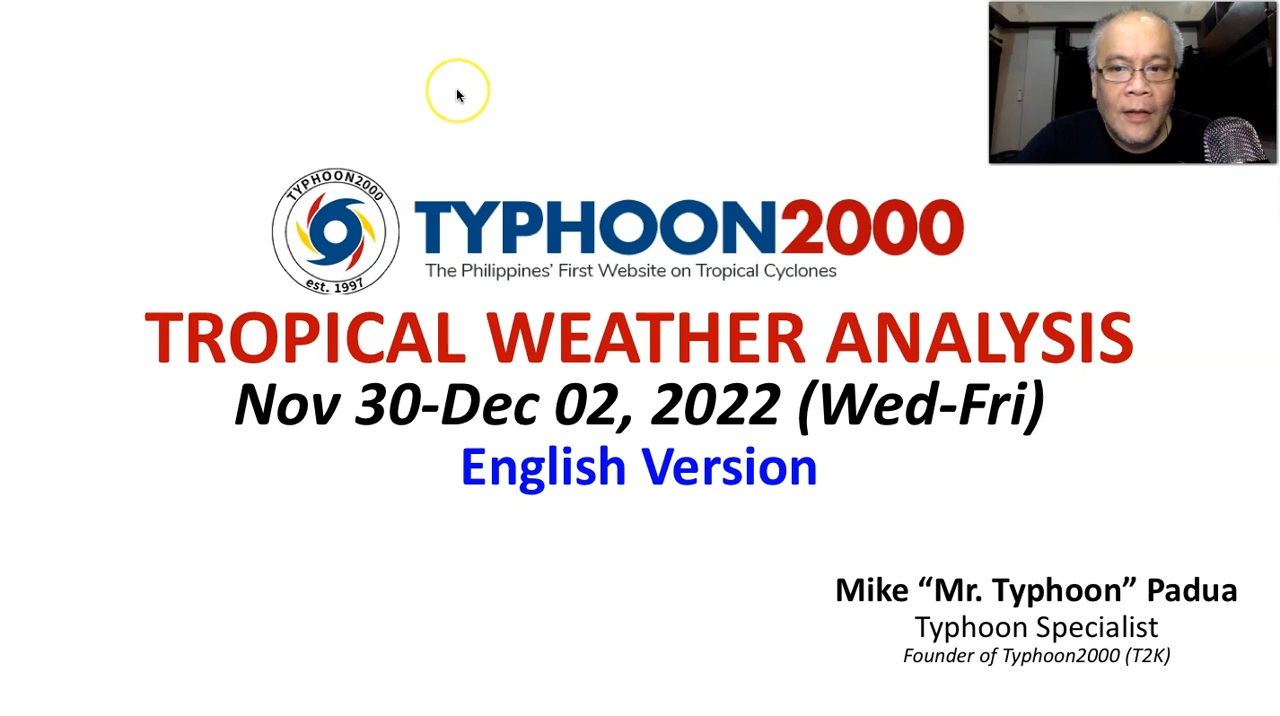 TYPHOON2000
est. 1997
TYPHOON2000
The Philippines' First Website on Tropical Cyclones
TROPICAL WEATHER ANALYSIS
Nov 30-Dec 02, 2022 (Wed-Fri)
English Version
Mike “Mr. Typhoon” Padua
Typhoon Specialist
Founder of Typhoon2000 (T2K)